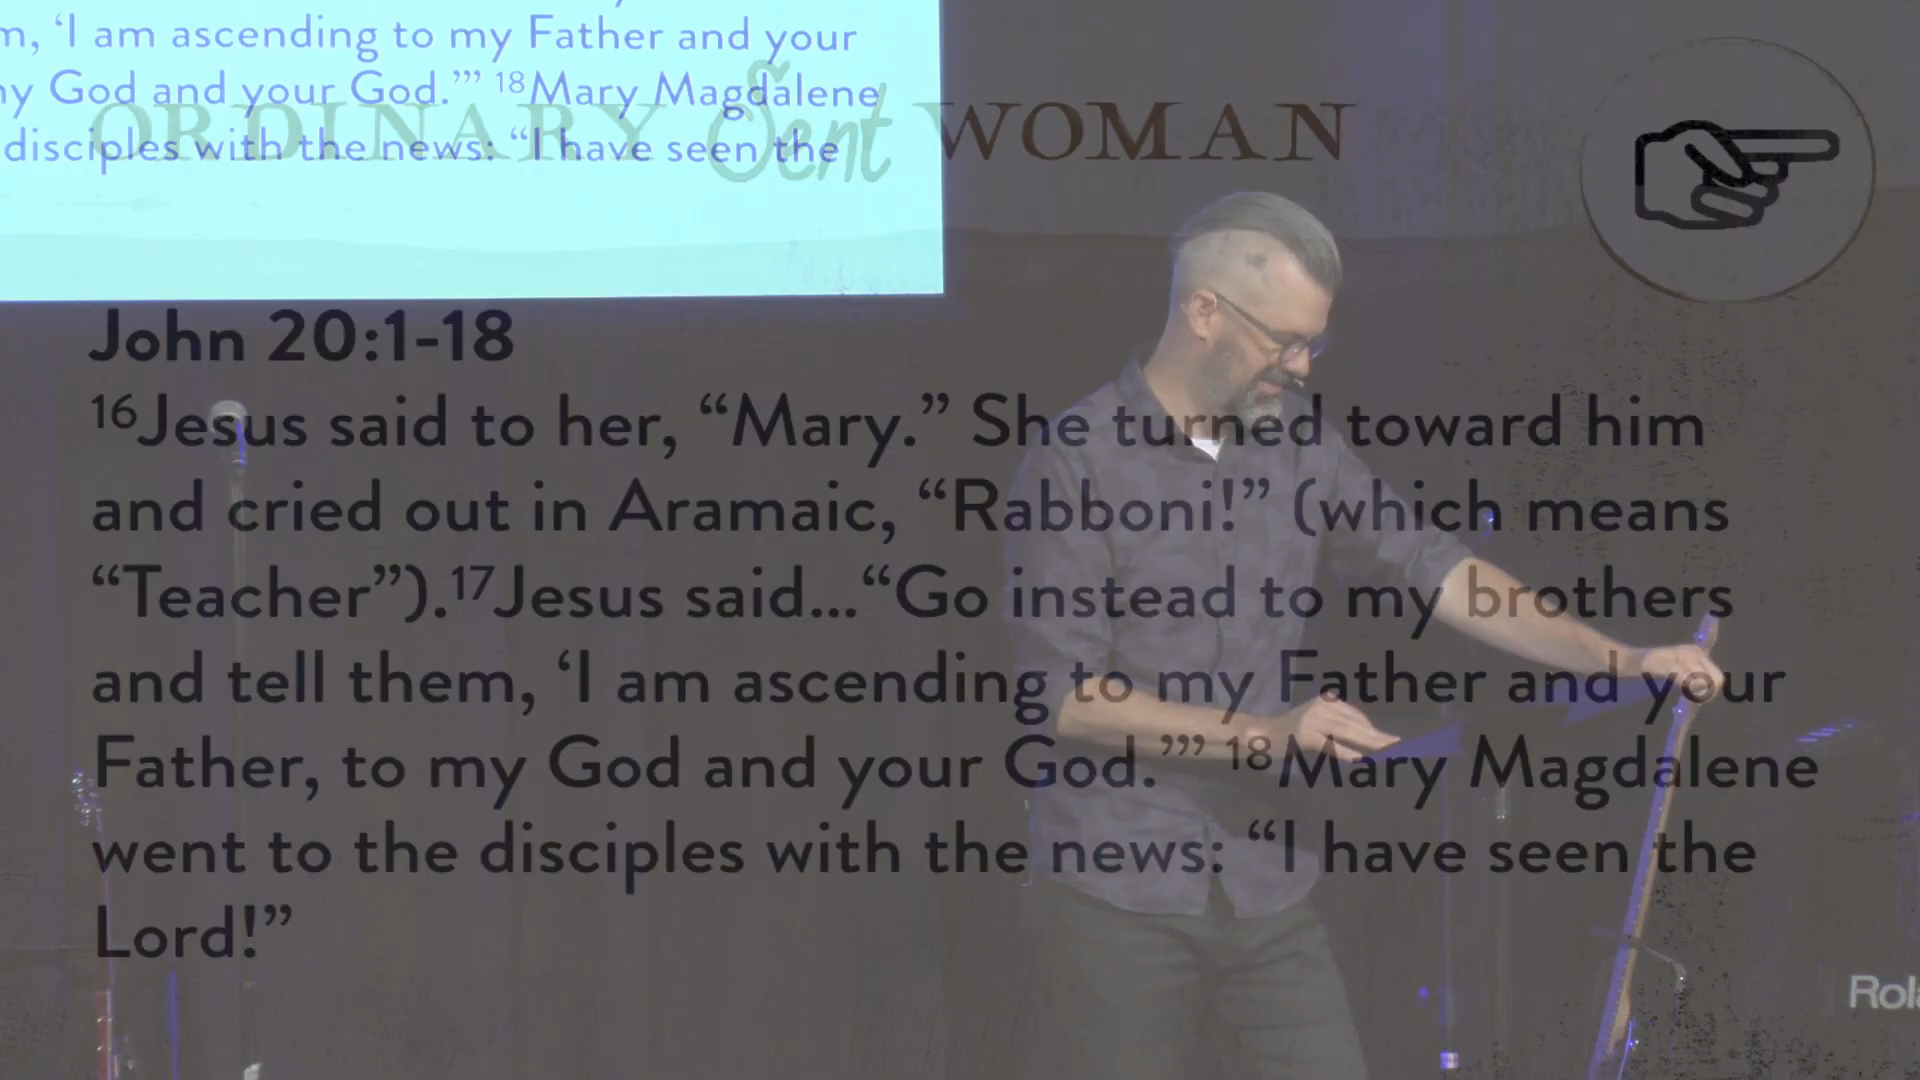 m, ‘I am ascending to my Father and your
y God and your God.’” 18Mary Magdalene
disciples with the news: “I have seen the
ORDINARY Sent WOMAN
John 20:1-18
16Jesus said to her, “Mary.” She turned toward him
and cried out in Aramaic, “Rabboni!” (which means
“Teacher”).17Jesus said...“Go instead to my brothers
and tell them, ‘I am ascending to my Father and your
Father, to my God and your God.’” 18Mary Magdalene
went to the disciples with the news: “I have seen the
Lord!”
Rola